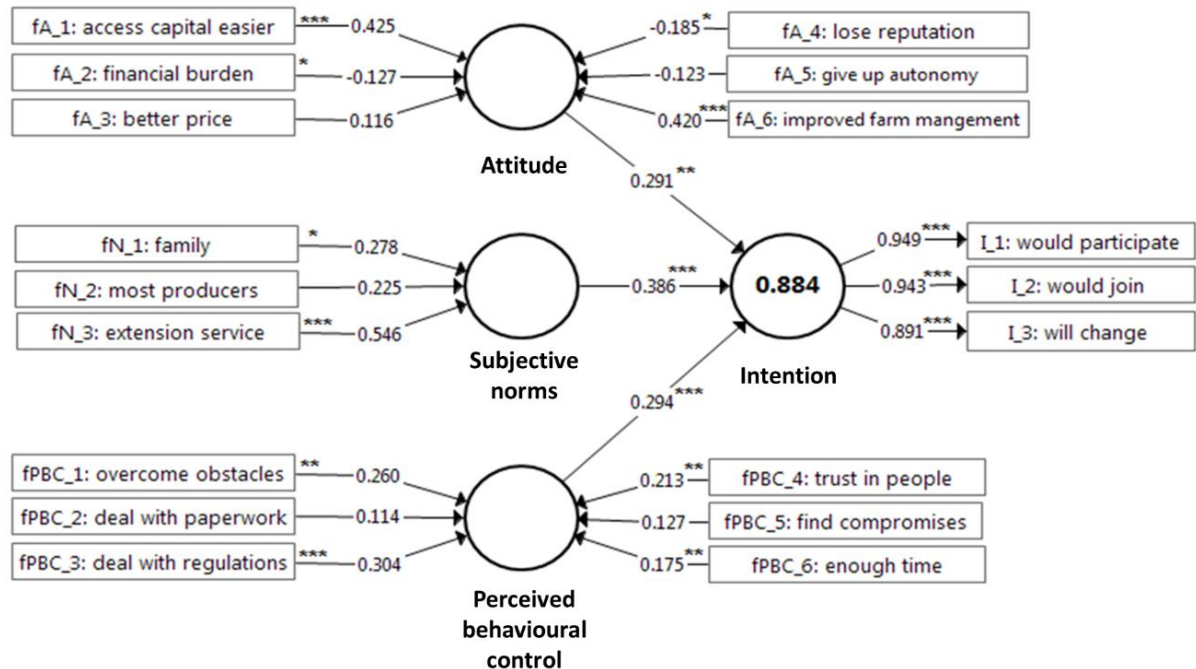 fA_1: access capital easier
***
0.425
fA_2: financial burden
*
-0.127
fA_3: better price
0.116
-0.185
*
fA_4: lose reputation
-0.123
fA_5: give up autonomy
0.420
***
fA_6: improved farm mangement
Attitude
0.291
**
fN_1: family
*
0.278
fN_2: most producers
0.225
fN_3: extension service
***
0.546
Subjective
norms
0.386
***
0.884
Intention
0.949
***
I_1: would participate
0.943
***
I_2: would join
0.891
***
I_3: will change
0.294
***
fPBC_1: overcome obstacles
**
0.260
fPBC_2: deal with paperwork
0.114
fPBC_3: deal with regulations
***
0.304
0.213
**
fPBC_4: trust in people
0.127
fPBC_5: find compromises
0.175
**
fPBC_6: enough time
Perceived
behavioural
control